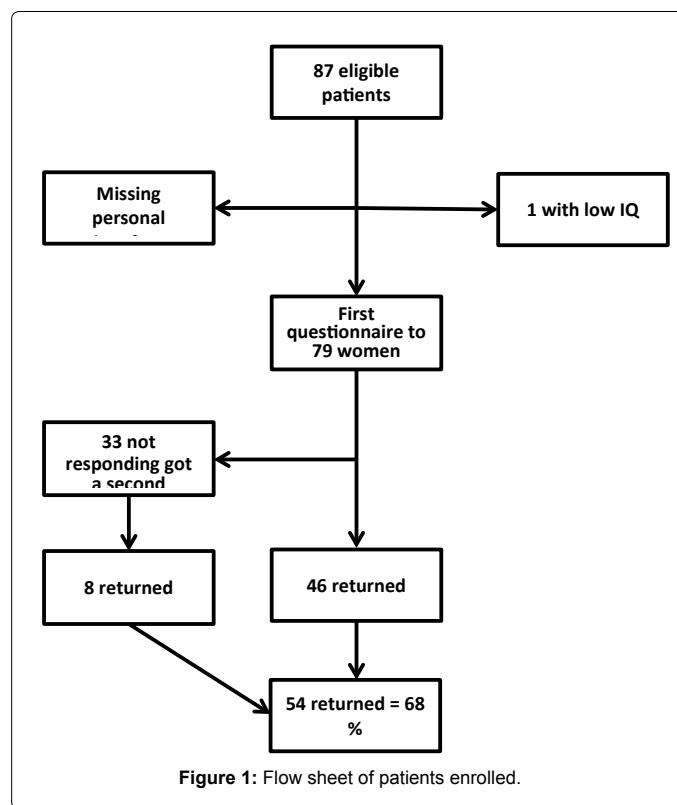 87 eligible
patients
Missing
personal
1 with low IQ
First
questionnaire to
79 women
33 not
responding got
a second
8 returned
46 returned
54 returned = 68
%
Figure 1: Flow sheet of patients enrolled.